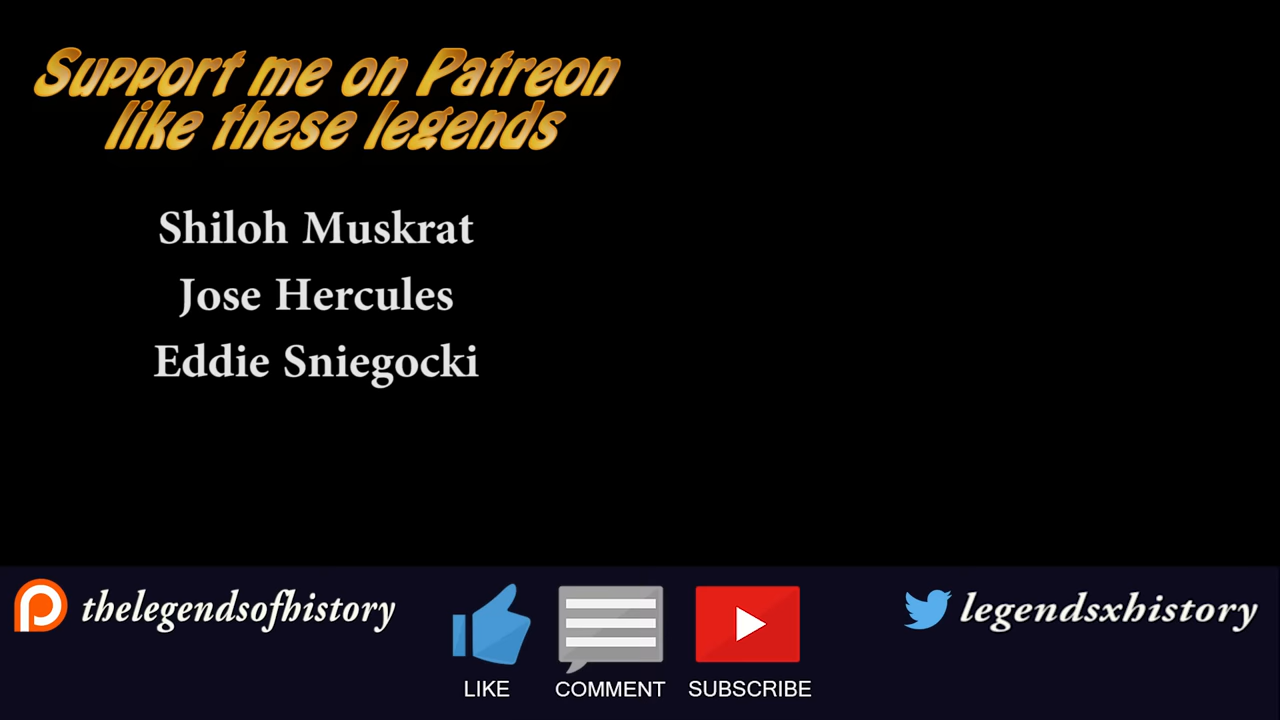 Support me on Patreon
like these legends
Shiloh Muskrat
Jose Hercules
Eddie Sniegocki
thelegendsofhistory
legendsxhistory
LIKE
COMMENT
SUBSCRIBE